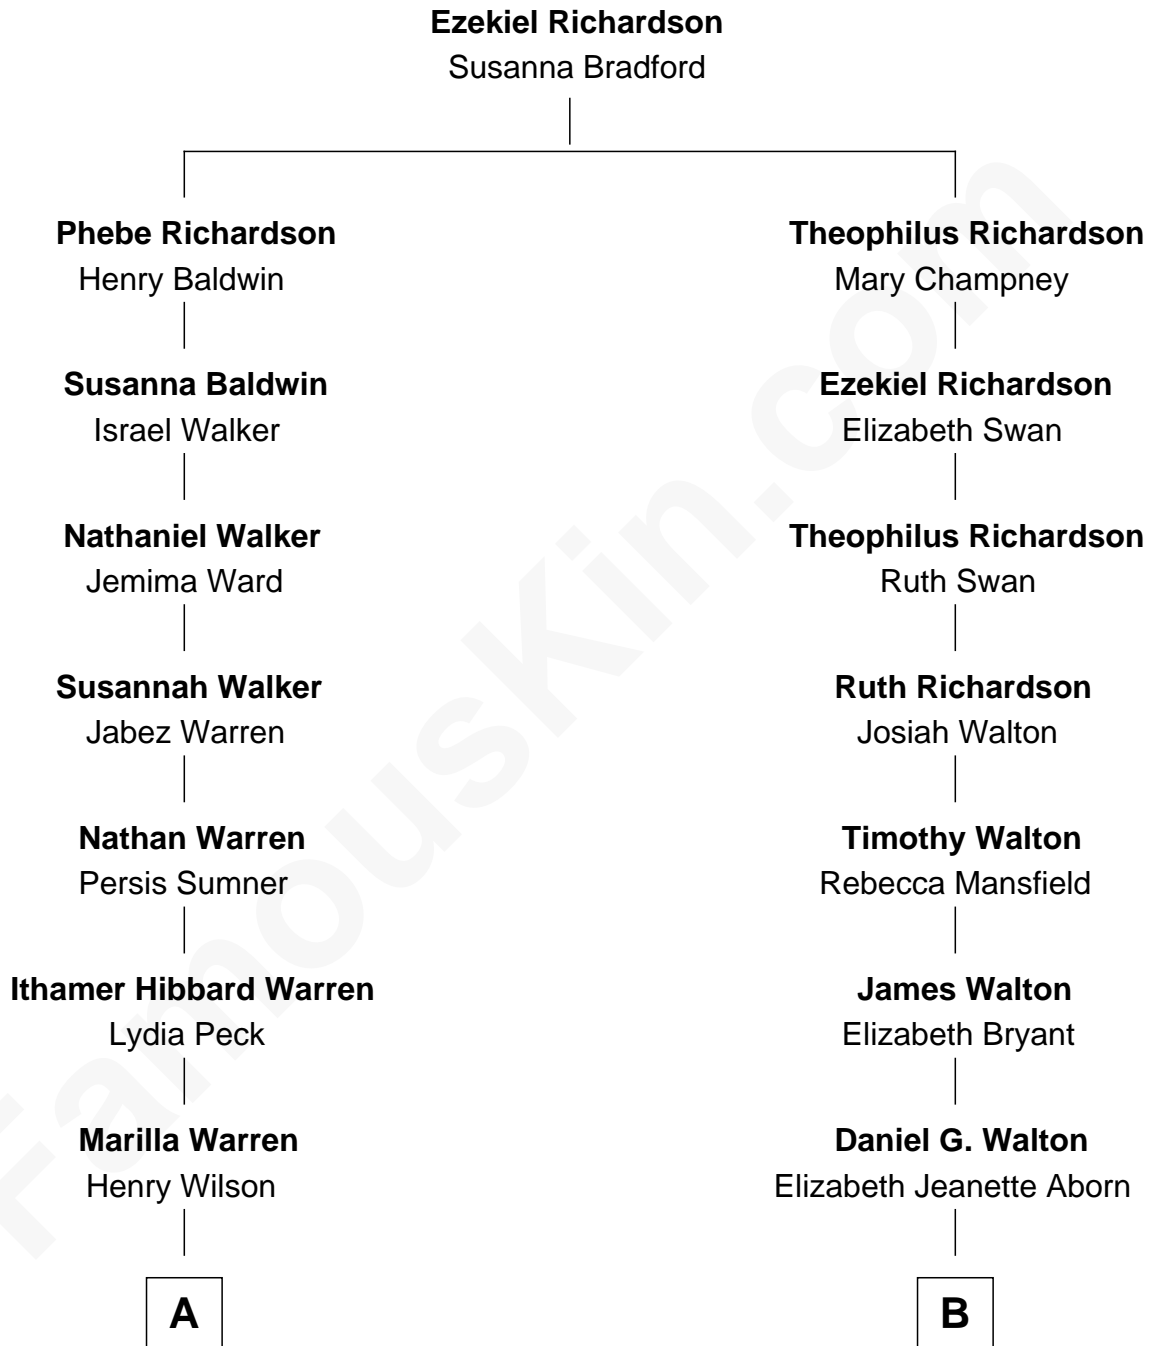 Ezekiel Richardson
Susanna Bradford
Phebe Richardson
Henry Baldwin
Theophilus Richardson
Mary Champney
Susanna Baldwin
Israel Walker
Ezekiel Richardson
Elizabeth Swan
Nathaniel Walker
Jemima Ward
Theophilus Richardson
Ruth Swan
Susannah Walker
Jabez Warren
Ruth Richardson
Josiah Walton
Nathan Warren
Persis Sumner
Timothy Walton
Rebecca Mansfield
Ithamer Hibbard Warren
Lydia Peck
James Walton
Elizabeth Bryant
Marilla Warren
Henry Wilson
Daniel G. Walton
Elizabeth Jeanette Aborn
A
B
FamousKin.com